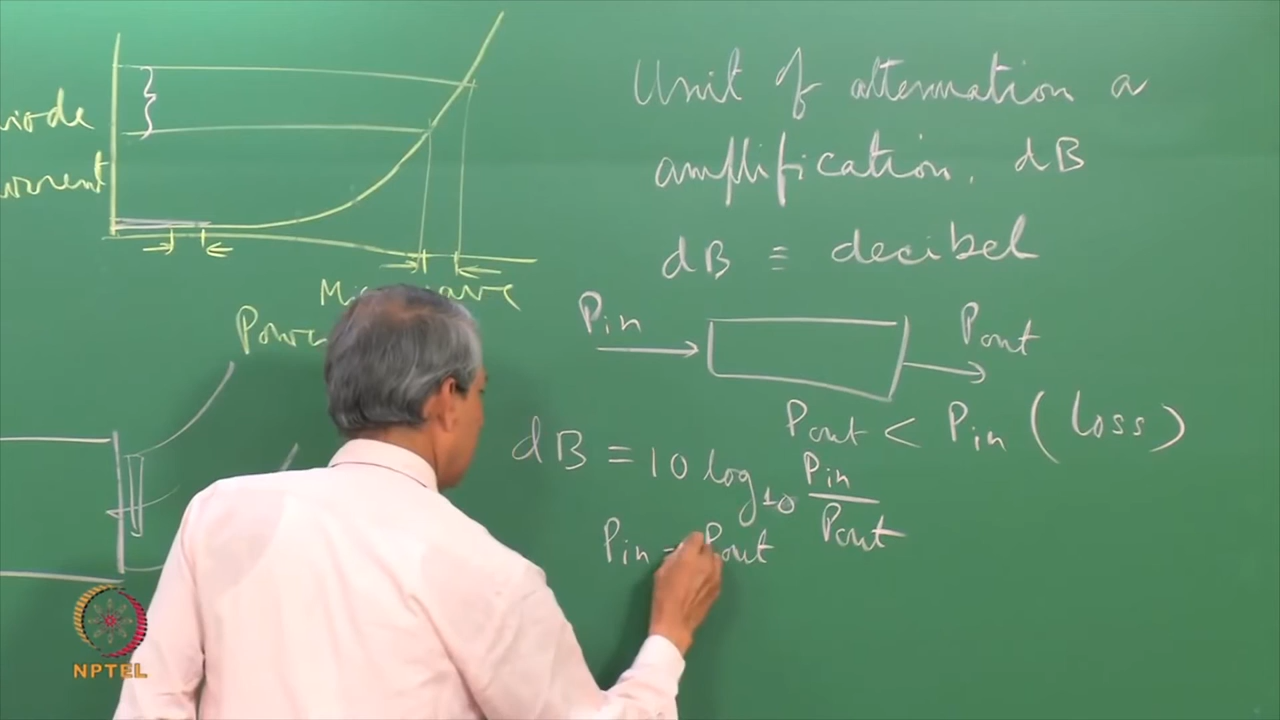 Unit of attenuation a
amplification. dB
dB ≡ decibel
Pin
Pout
Pout < Pin (loss)
dB = 10 log10 Pin/Pout
Pin Pout
iode
urrent
NPTEL